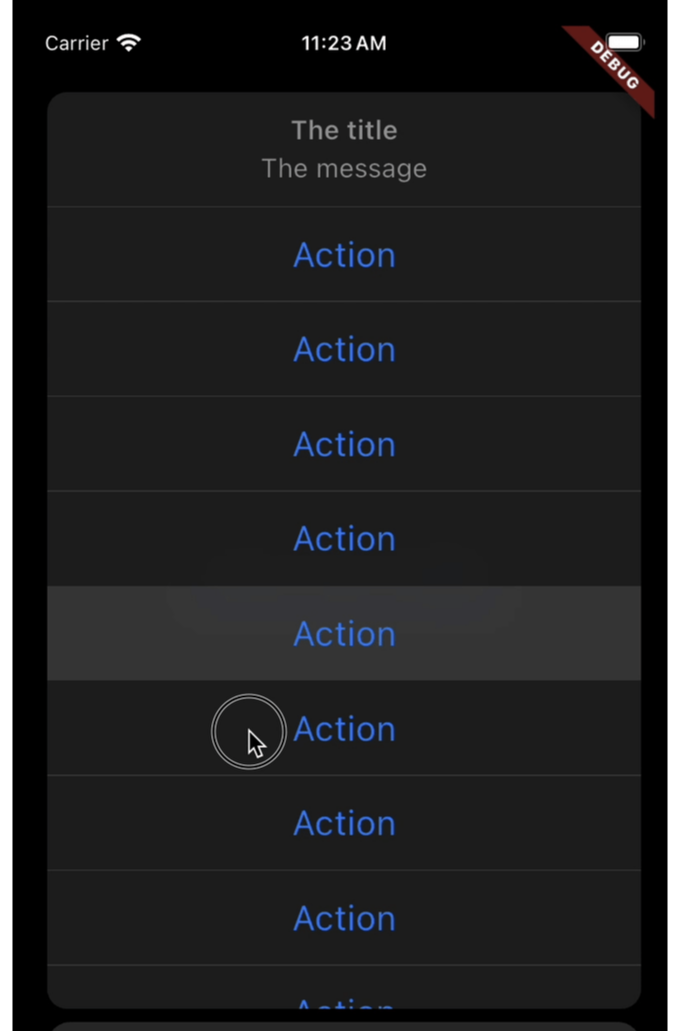 Carrier
11:23 AM
DEBUG
The title
The message
Action
Action
Action
Action
Action
Action
Action
Action
Action